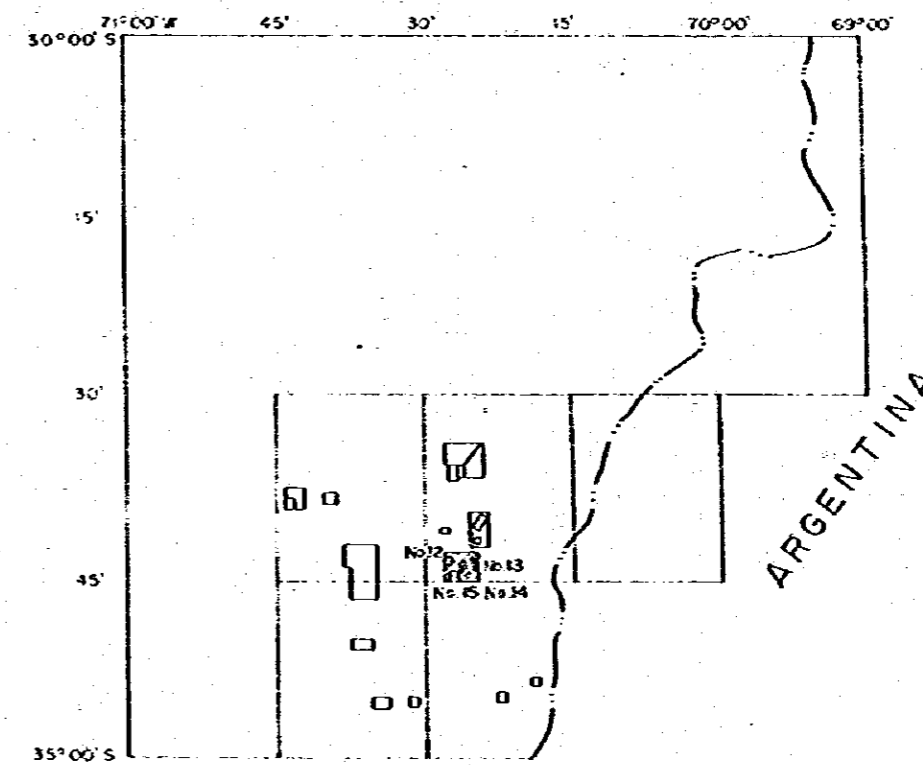 71°00' W 45' 30' 15' 70°00' 69°00'
30°00' S
15'
30'
ARGENTINA
No.12
No.13
45'
No.15 No.14
35°00' S